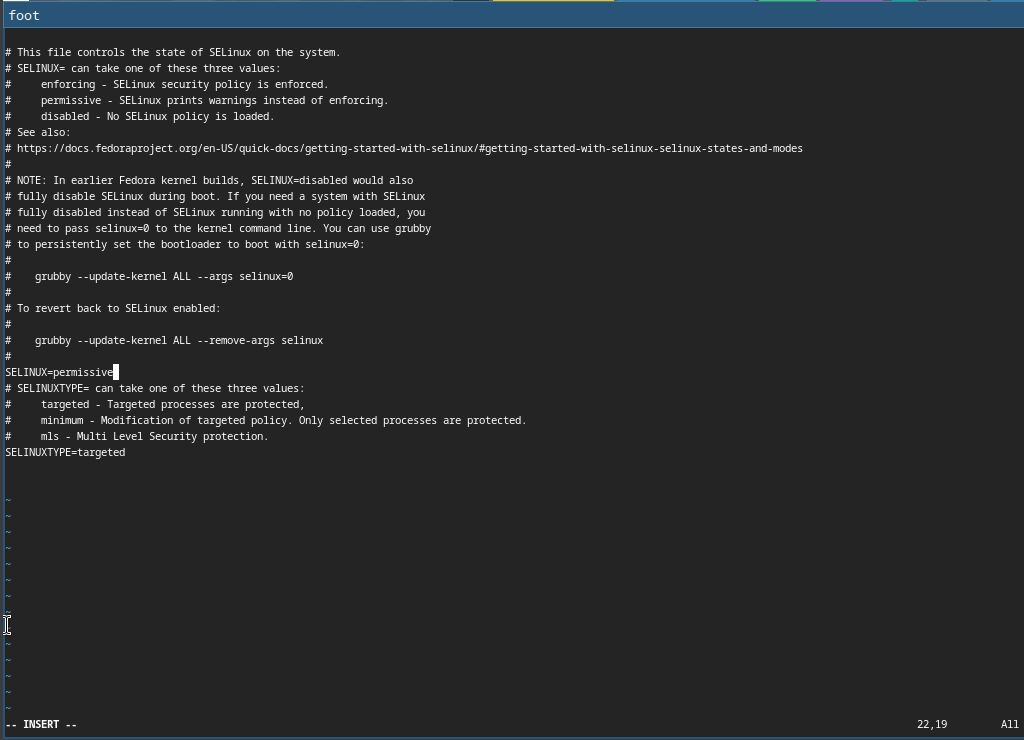 foot
# This file controls the state of SELinux on the system.
# SELINUX= can take one of these three values:
#     enforcing - SELinux security policy is enforced.
#     permissive - SELinux prints warnings instead of enforcing.
#     disabled - No SELinux policy is loaded.
# See also:
# https://docs.fedoraproject.org/en-US/quick-docs/getting-started-with-selinux/#getting-started-with-selinux-selinux-states-and-modes
#
# NOTE: In earlier Fedora kernel builds, SELINUX=disabled would also
# fully disable SELinux during boot. If you need a system with SELinux
# fully disabled instead of SELinux running with no policy loaded, you
# need to pass selinux=0 to the kernel command line. You can use grubby
# to persistently set the bootloader to boot with selinux=0:
#
#    grubby --update-kernel ALL --args selinux=0
#
# To revert back to SELinux enabled:
#
#    grubby --update-kernel ALL --remove-args selinux
#
SELINUX=permissive
# SELINUXTYPE= can take one of these three values:
#     targeted - Targeted processes are protected,
#     minimum - Modification of targeted policy. Only selected processes are protected.
#     mls - Multi Level Security protection.
SELINUXTYPE=targeted
~
~
~
~
~
~
~
~
~
~
~
~
~
~
-- INSERT -- 22,19 All